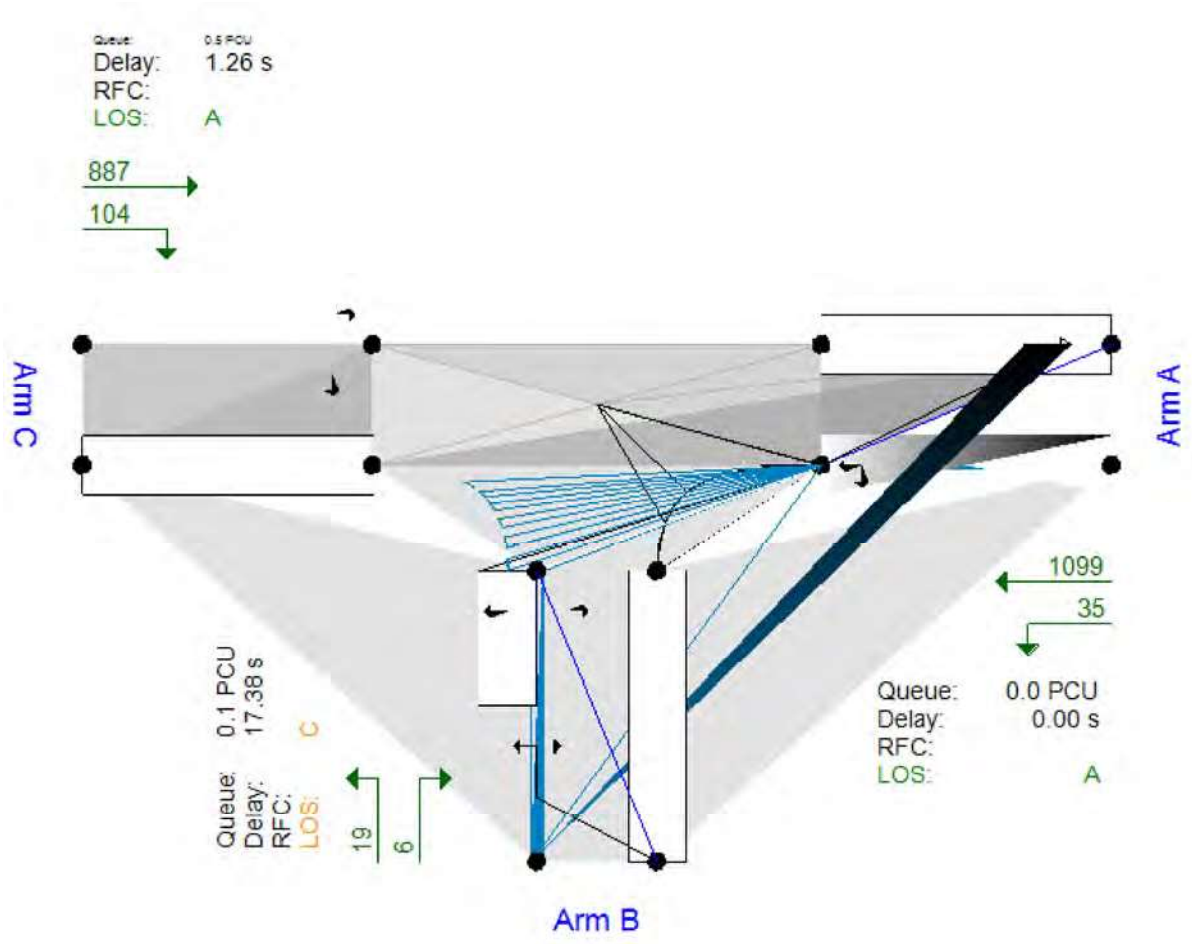 Queue: 0.5 PCU
Delay: 1.26 s
RFC:
LOS: A
887
104
Arm C
Arm A
1099
35
Queue: 0.0 PCU
Delay: 0.00 s
RFC:
LOS: A
Queue: 0.1 PCU
Delay: 17.38 s
RFC:
LOS: C
19
6
Arm B